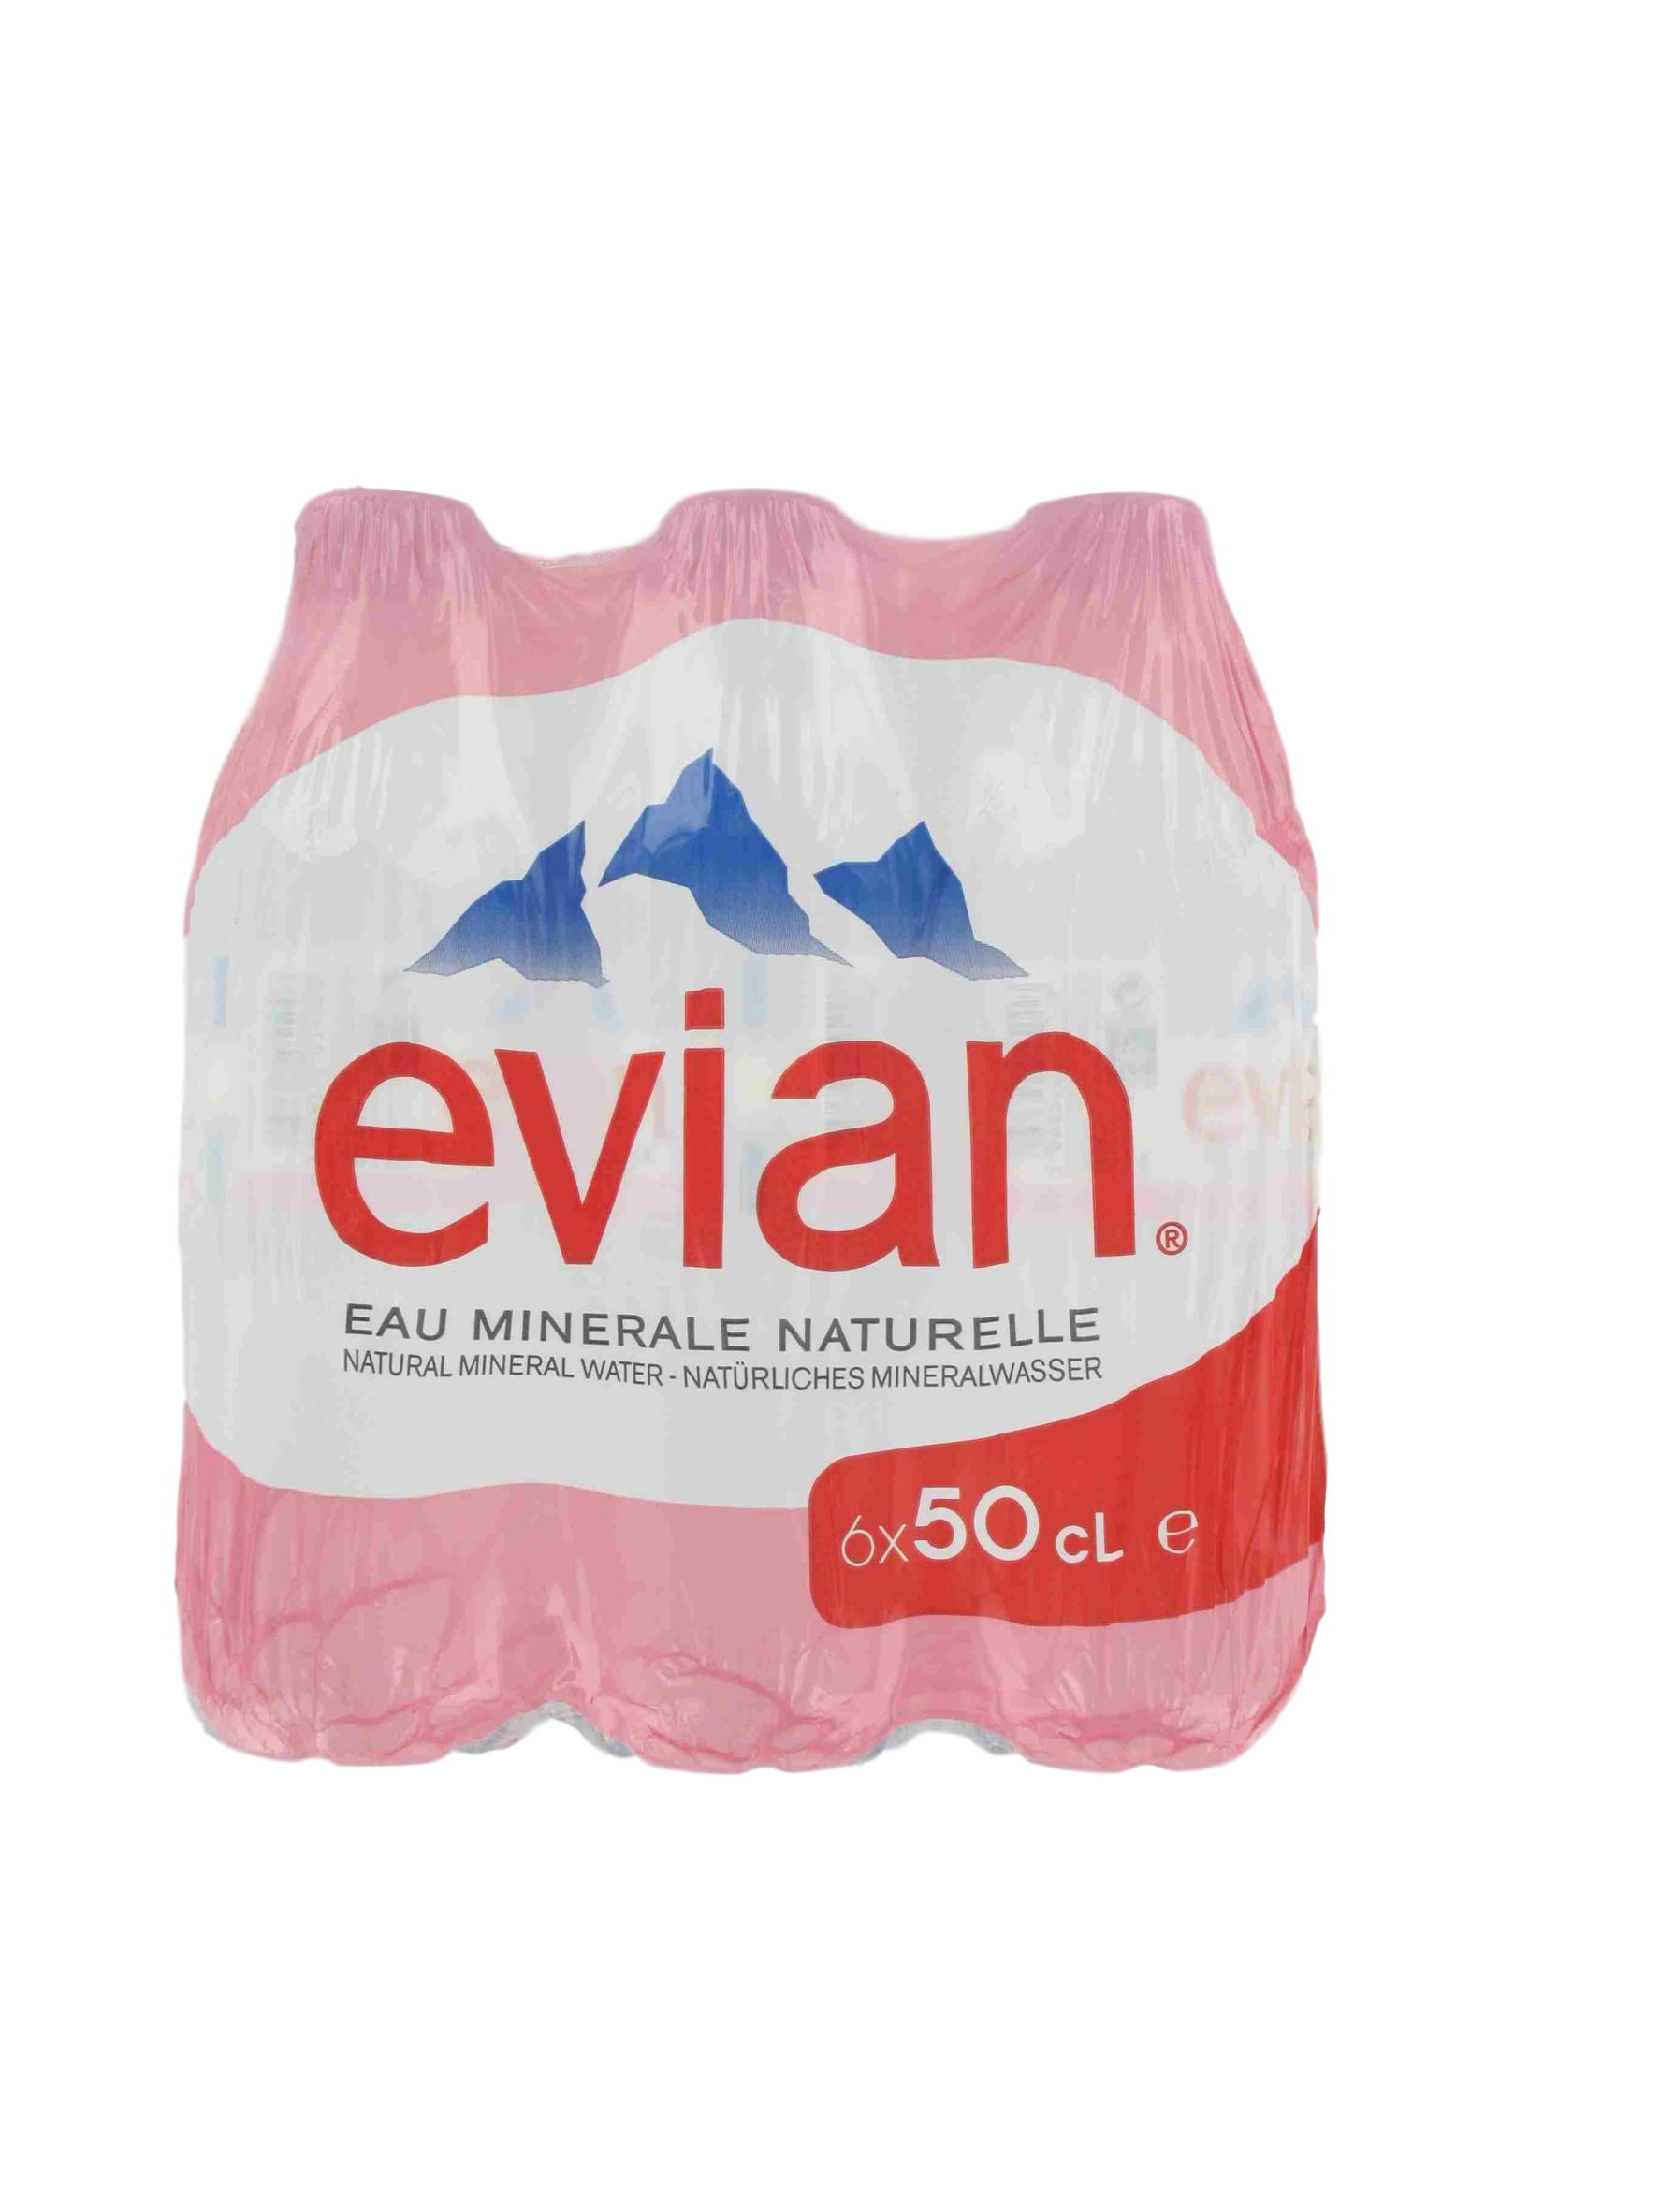 evian®
EAU MINERALE NATURELLE
NATURAL MINERAL WATER - NATÜRLICHES MINERALWASSER
6x50 cL ℮